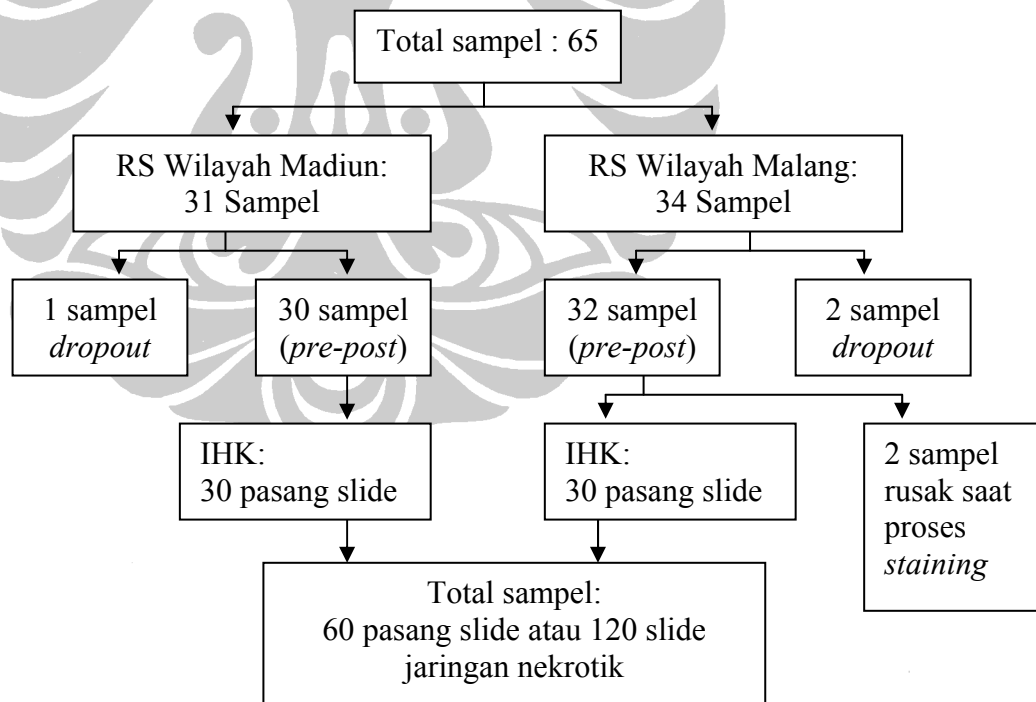 Total sampel : 65
RS Wilayah Madiun:
31 Sampel
RS Wilayah Malang:
34 Sampel
1 sampel
dropout
30 sampel
(pre-post)
32 sampel
(pre-post)
2 sampel
dropout
IHK:
30 pasang slide
IHK:
30 pasang slide
2 sampel
rusak saat
proses
staining
Total sampel:
60 pasang slide atau 120 slide
jaringan nekrotik